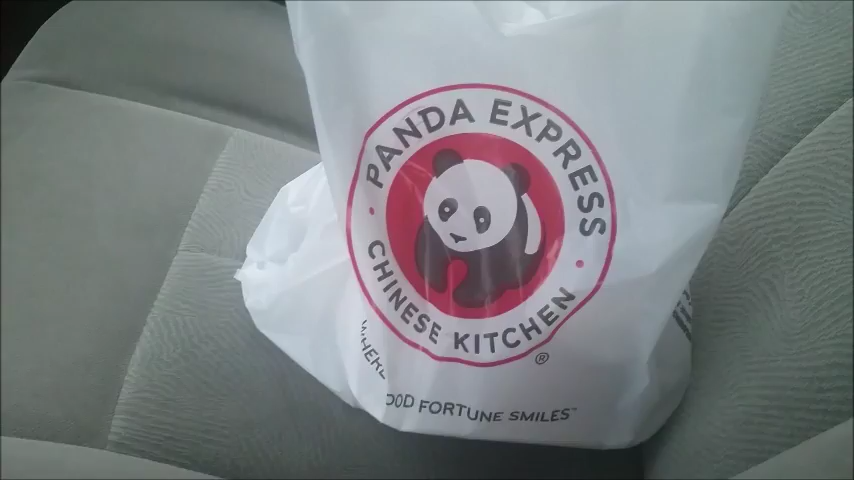 PANDA EXPRESS
CHINESE KITCHEN
®
FORTUNE SMILES™